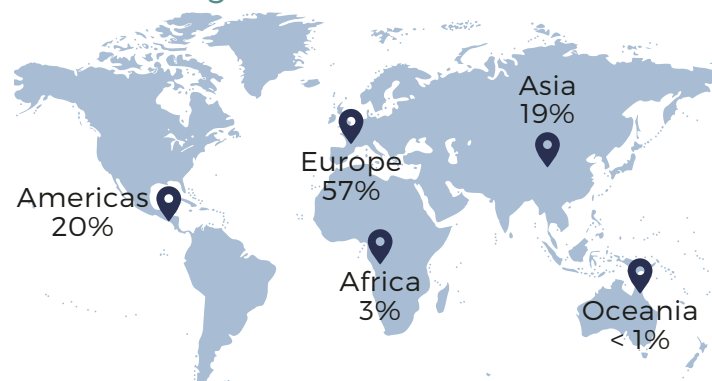 Asia
19%
Europe
57%
Americas
20%
Africa
3%
Oceania
< 1%